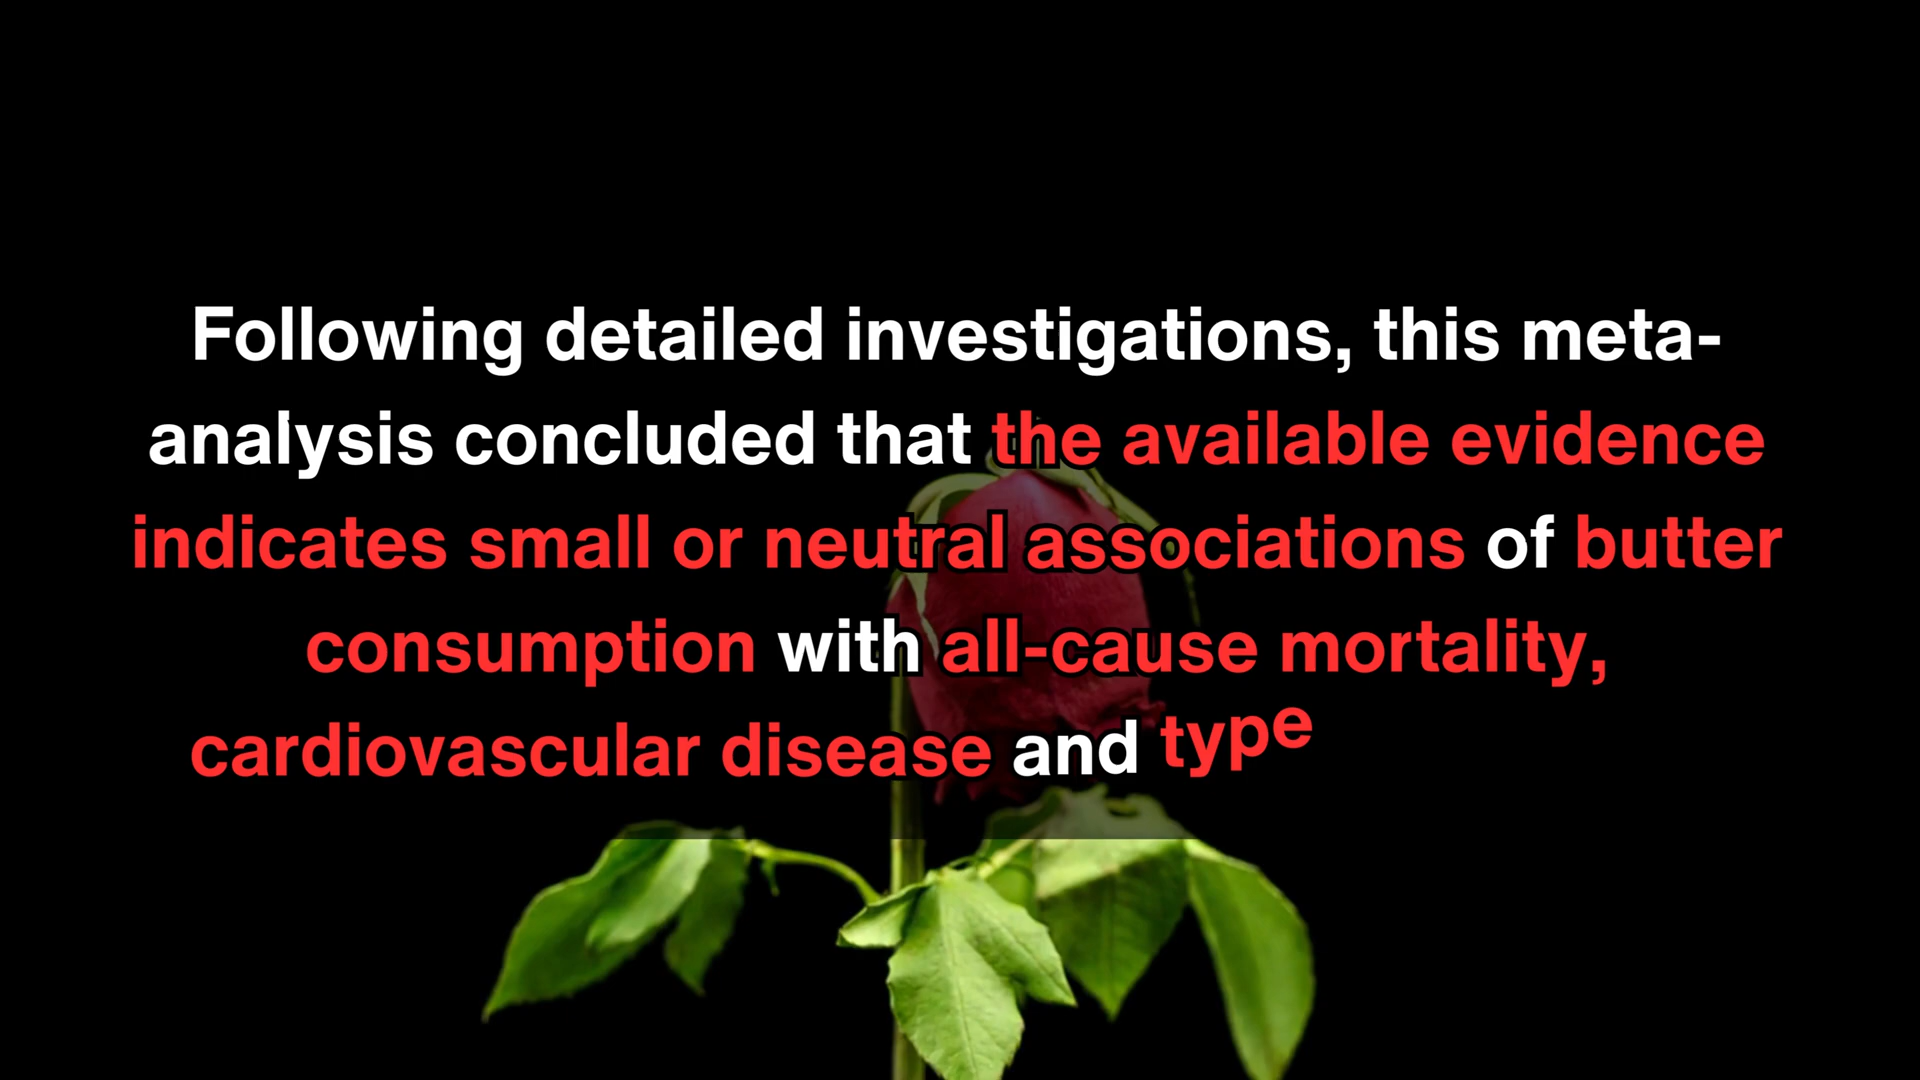 Following detailed investigations, this meta-
analysis concluded that the available evidence
indicates small or neutral associations of butter
consumption with all-cause mortality,
cardiovascular disease and type